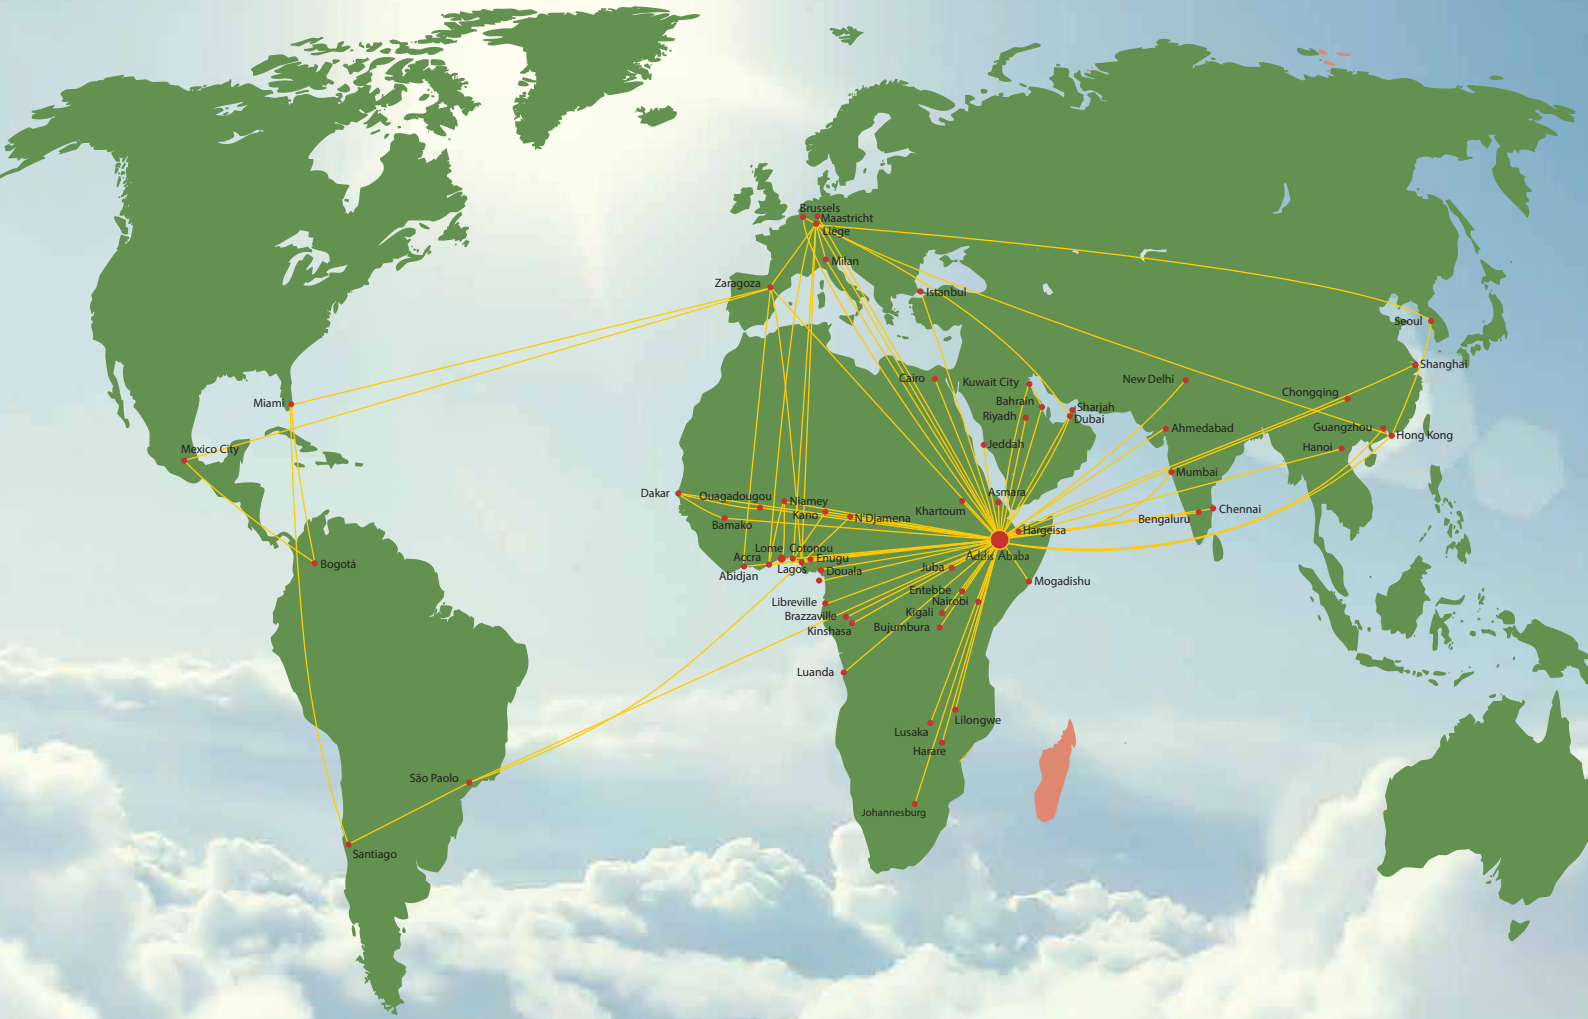 Brussels
Maastricht
Liège
Milan
Zaragoza
Istanbul
Seoul
Shanghai
Cairo
Kuwait City
New Delhi
Chongqing
Miami
Bahrain
Sharjah
Riyadh
Dubai
Ahmedabad
Guangzhou
Hong Kong
Mexico City
Jeddah
Hanoi
Mumbai
Dakar
Ouagadougou
Niamey
Asmara
Khartoum
Kano
N'Djamena
Bamako
Bengaluru
Chennai
Hargeisa
Lome
Cotonou
Accra
Enugu
Addis Ababa
Bogotá
Abidjan
Lagos
Douala
Juba
Mogadishu
Entebbe
Libreville
Nairobi
Brazzaville
Kigali
Kinshasa
Bujumbura
Luanda
Lilongwe
Lusaka
Harare
São Paolo
Johannesburg
Santiago